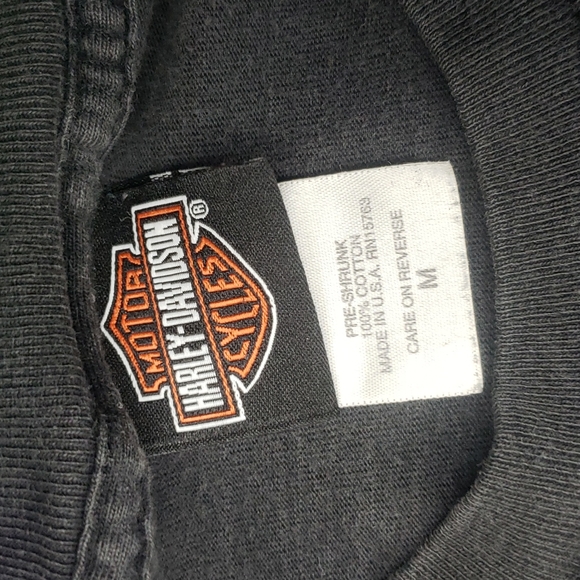 MOTOR
HARLEY-DAVIDSON
CYCLES
®
PRE-SHRUNK
100% COTTON
MADE IN U.S.A. RN15763
CARE ON REVERSE
M